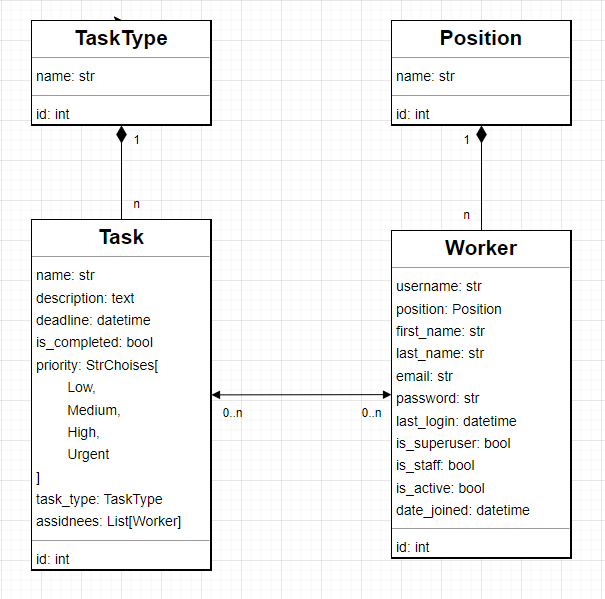 TaskType
name: str
id: int
1
n
Position
name: str
id: int
1
n
Task
name: str
description: text
deadline: datetime
is_completed: bool
priority: StrChoises[
Low,
Medium,
High,
Urgent
]
task_type: TaskType
assidnees: List[Worker]
id: int
0..n
0..n
Worker
username: str
position: Position
first_name: str
last_name: str
email: str
password: str
last_login: datetime
is_superuser: bool
is_staff: bool
is_active: bool
date_joined: datetime
id: int